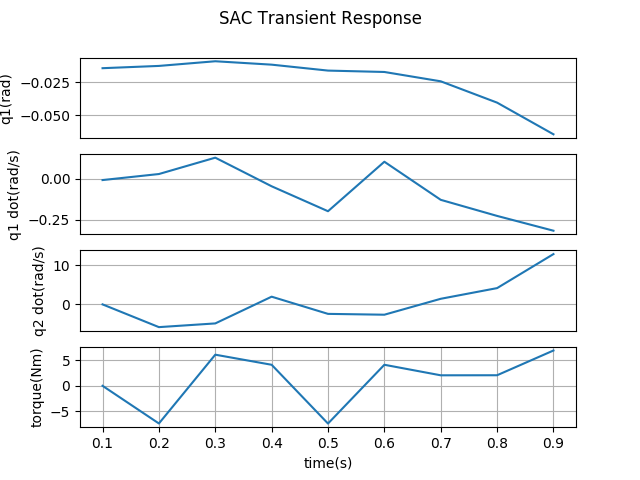 SAC Transient Response
q1(rad)
−0.025
−0.050
q1 dot(rad/s)
0.00
−0.25
q2 dot(rad/s)
10
0
torque(Nm)
5
0
−5
0.1 0.2 0.3 0.4 0.5 0.6 0.7 0.8 0.9
time(s)